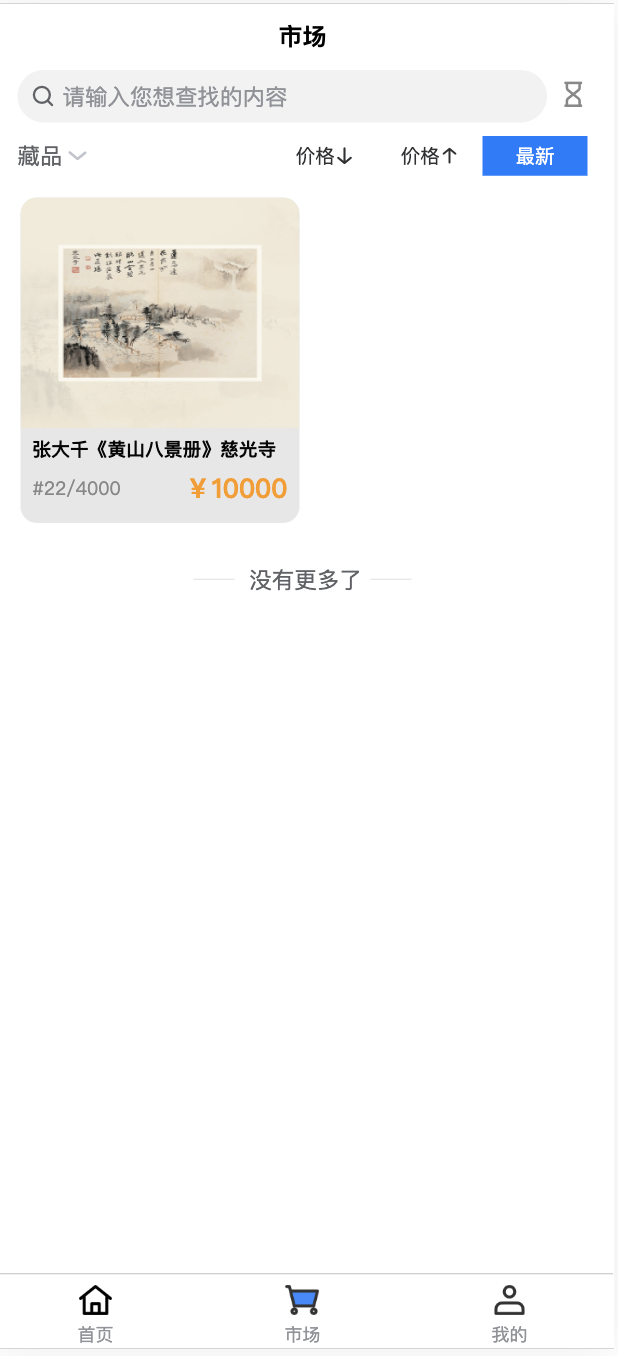 市场
请输入您想查找的内容
藏品
价格↓ 价格↑ 最新
张大千《黄山八景册》慈光寺
#22/4000 ¥10000
没有更多了
首页 市场 我的